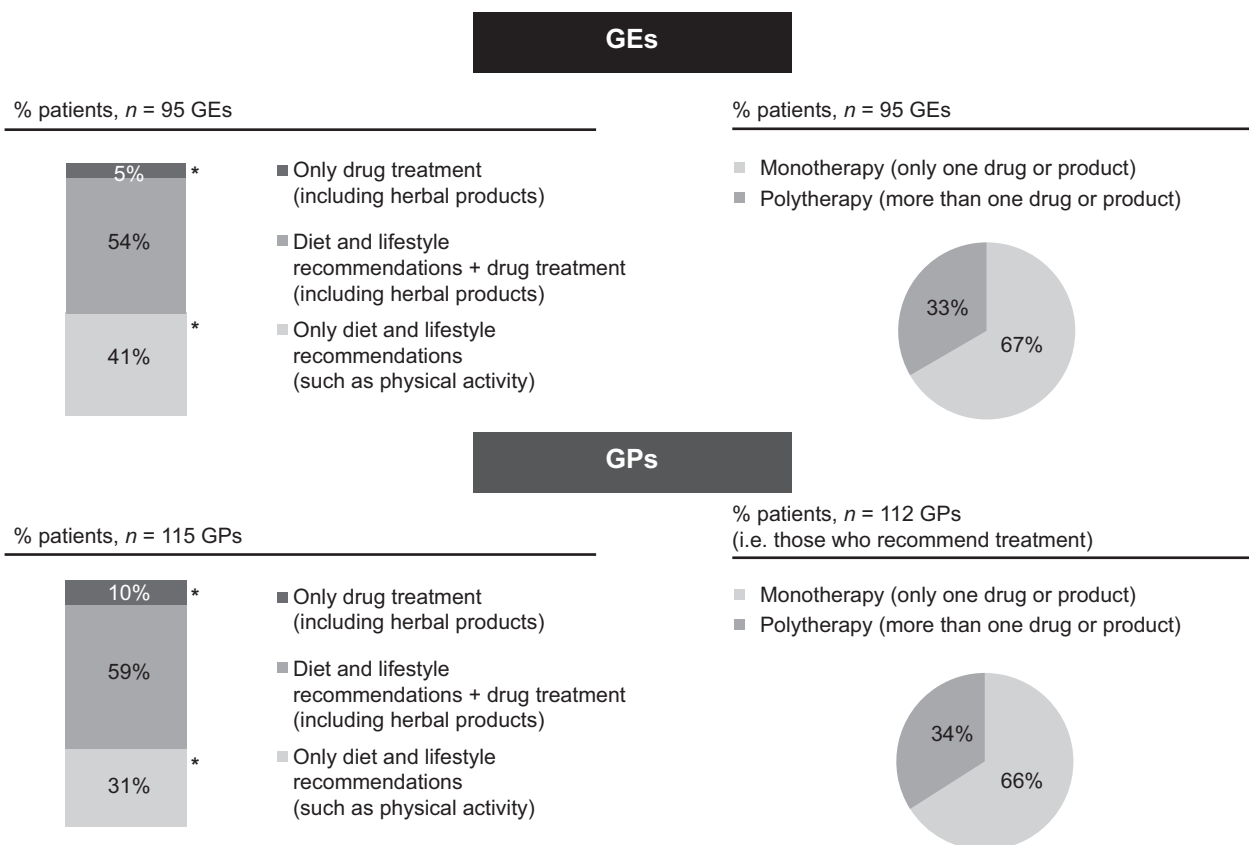 GEs
% patients, n = 95 GEs
5%
*
54%
*
41%
Only drug treatment
(including herbal products)
Diet and lifestyle
recommendations + drug treatment
(including herbal products)
Only diet and lifestyle
recommendations
(such as physical activity)
% patients, n = 95 GEs
Monotherapy (only one drug or product)
Polytherapy (more than one drug or product)
33%
67%
GPs
% patients, n = 115 GPs
10%
*
59%
*
31%
Only drug treatment
(including herbal products)
Diet and lifestyle
recommendations + drug treatment
(including herbal products)
Only diet and lifestyle
recommendations
(such as physical activity)
% patients, n = 112 GPs
(i.e. those who recommend treatment)
Monotherapy (only one drug or product)
Polytherapy (more than one drug or product)
34%
66%